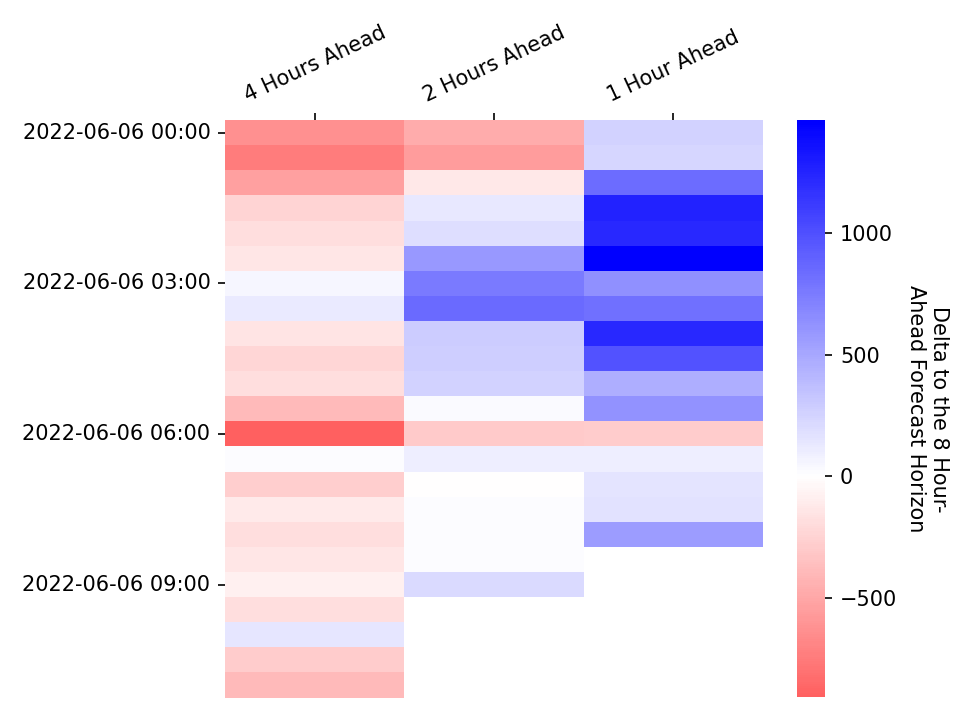 4 Hours Ahead
2 Hours Ahead
1 Hour Ahead
2022-06-06 00:00
2022-06-06 03:00
2022-06-06 06:00
2022-06-06 09:00
1000
500
0
−500
Delta to the 8 Hour-
Ahead Forecast Horizon